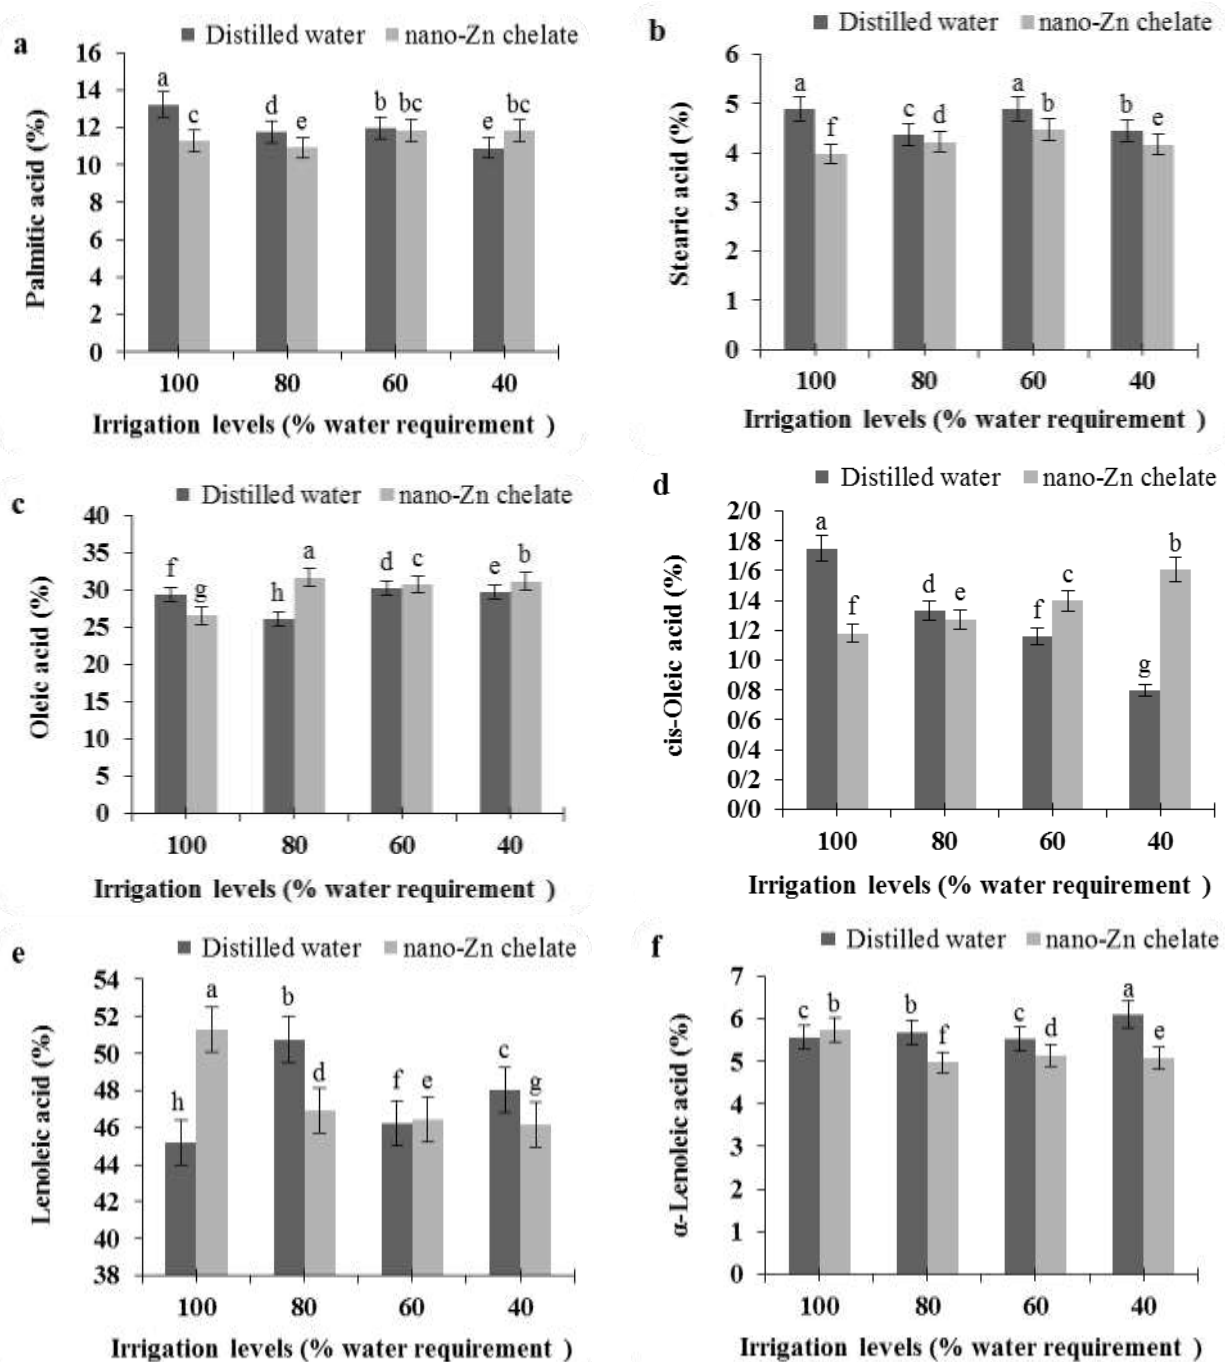 a
Distilled water nano-Zn chelate
Palmitic acid (%)
16
14
12
10
8
6
4
2
0
a c d e b bc e bc
100 80 60 40
Irrigation levels (% water requirement )
b
Distilled water nano-Zn chelate
Stearic acid (%)
6
5
4
3
2
1
0
a f c d a b b e
100 80 60 40
Irrigation levels (% water requirement )
c
Distilled water nano-Zn chelate
Oleic acid (%)
40
35
30
25
20
15
10
5
0
f g h a d c e b
100 80 60 40
Irrigation levels (% water requirement )
d
Distilled water nano-Zn chelate
cis-Oleic acid (%)
2/0
1/8
1/6
1/4
1/2
1/0
0/8
0/6
0/4
0/2
0/0
a f d e f c g b
100 80 60 40
Irrigation levels (% water requirement )
e
Distilled water nano-Zn chelate
Lenoleic acid (%)
54
52
50
48
46
44
42
40
38
h a b d f e c g
100 80 60 40
Irrigation levels (% water requirement )
f
Distilled water nano-Zn chelate
α-Lenoleic acid (%)
7
6
5
4
3
2
1
0
c b b f c d a e
100 80 60 40
Irrigation levels (% water requirement )